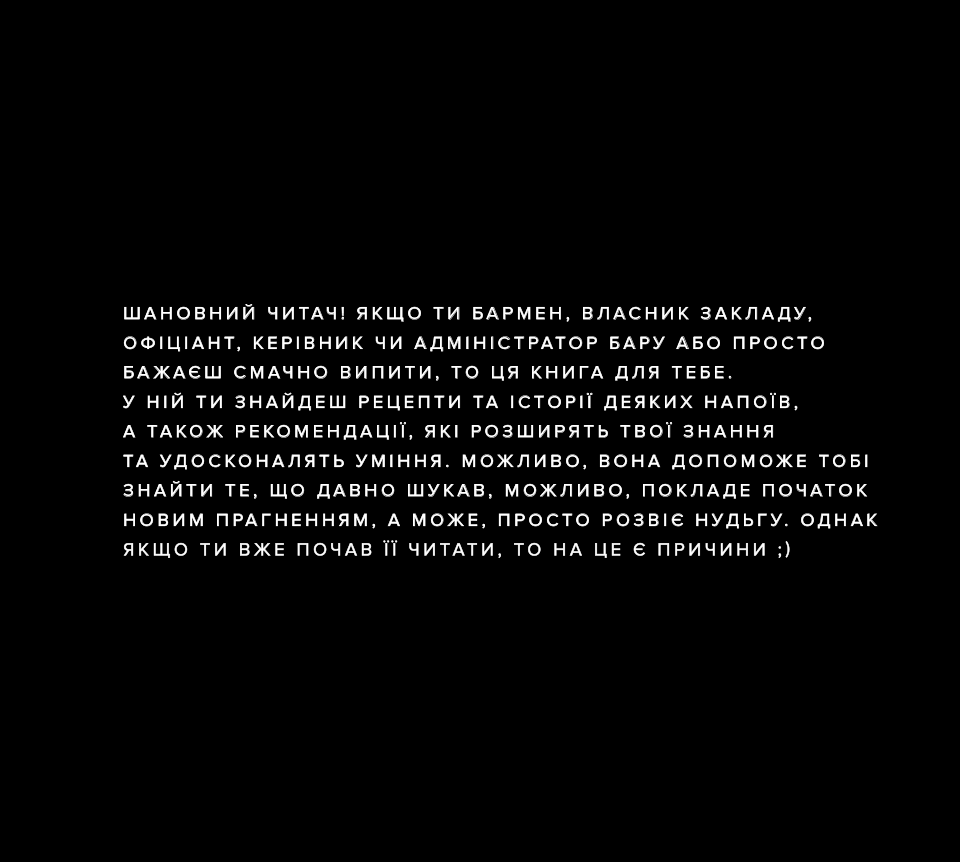 ШАНОВНИЙ ЧИТАЧ! ЯКЩО ТИ БАРМЕН, ВЛАСНИК ЗАКЛАДУ,
ОФІЦІАНТ, КЕРІВНИК ЧИ АДМІНІСТРАТОР БАРУ АБО ПРОСТО
БАЖАЄШ СМАЧНО ВИПИТИ, ТО ЦЯ КНИГА ДЛЯ ТЕБЕ.
У НІЙ ТИ ЗНАЙДЕШ РЕЦЕПТИ ТА ІСТОРІЇ ДЕЯКИХ НАПОЇВ,
А ТАКОЖ РЕКОМЕНДАЦІЇ, ЯКІ РОЗШИРЯТЬ ТВОЇ ЗНАННЯ
ТА УДОСКОНАЛЯТЬ УМІННЯ. МОЖЛИВО, ВОНА ДОПОМОЖЕ ТОБІ
ЗНАЙТИ ТЕ, ЩО ДАВНО ШУКАВ, МОЖЛИВО, ПОКЛАДЕ ПОЧАТОК
НОВИМ ПРАГНЕННЯМ, А МОЖЕ, ПРОСТО РОЗВІЄ НУДЬГУ. ОДНАК
ЯКЩО ТИ ВЖЕ ПОЧАВ ЇЇ ЧИТАТИ, ТО НА ЦЕ Є ПРИЧИНИ ;)